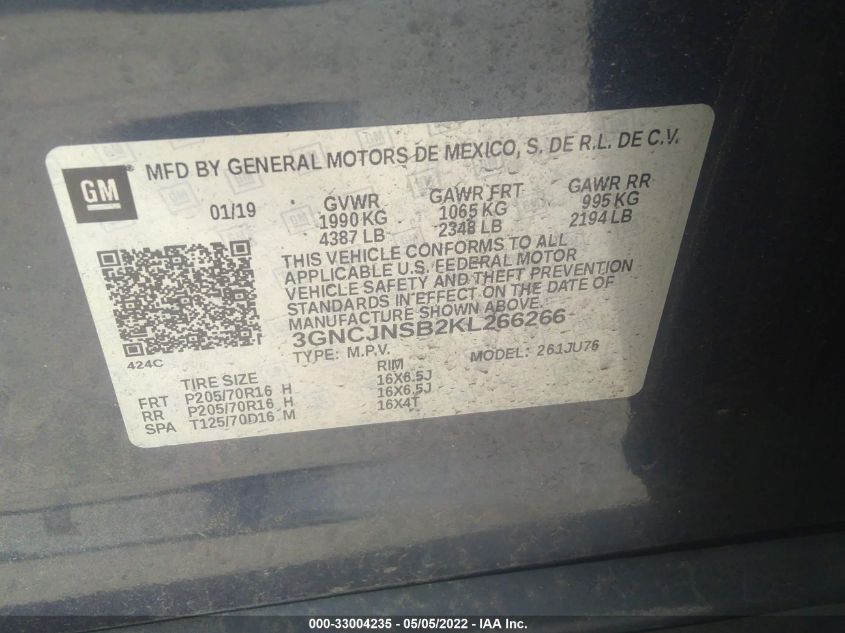 GM
MFD BY GENERAL MOTORS DE MEXICO, S. DE R.L. DE C.V.
01/19 GVWR GAWR FRT GAWR RR
1990 KG 1065 KG 995 KG
4387 LB 2348 LB 2194 LB
THIS VEHICLE CONFORMS TO ALL
APPLICABLE U.S. FEDERAL MOTOR
VEHICLE SAFETY AND THEFT PREVENTION
STANDARDS IN EFFECT ON THE DATE OF
MANUFACTURE SHOWN ABOVE.
3GNCJNSB2KL266266
424C TYPE: M.P.V. MODEL: 261JU76
TIRE SIZE RIM
FRT P205/70R16 H 16X6.5J
RR P205/70R16 H 16X6.5J
SPA T125/70D16 M 16X4T
000-33004235 - 05/05/2022 - IAA Inc.